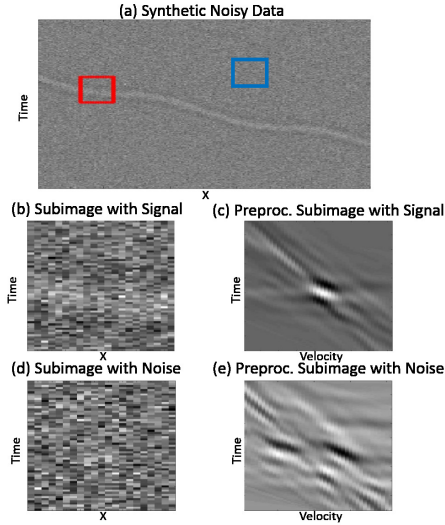 (a) Synthetic Noisy Data
Time
X
(b) Subimage with Signal
(c) Preproc. Subimage with Signal
Time
X
Time
Velocity
(d) Subimage with Noise
(e) Preproc. Subimage with Noise
Time
X
Time
Velocity